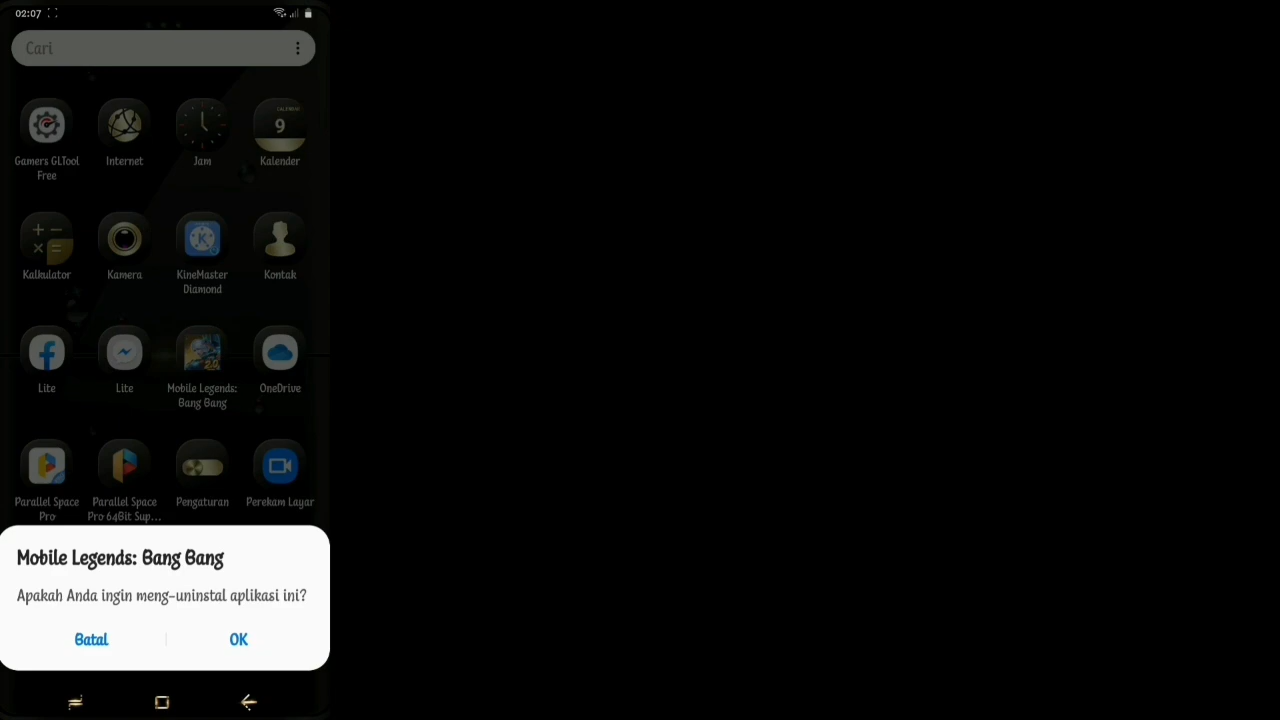 02:07
Cari
CALENDAR
9
Gamers GLTool
Free
Internet
Jam
Kalender
Kalkulator
Kamera
KineMaster
Diamond
Kontak
Lite
Lite
Mobile Legends:
Bang Bang
OneDrive
Parallel Space
Pro
Parallel Space
Pro 64Bit Sup...
Pengaturan
Perekam Layar
Mobile Legends: Bang Bang
Apakah Anda ingin meng-uninstal aplikasi ini?
Batal
OK